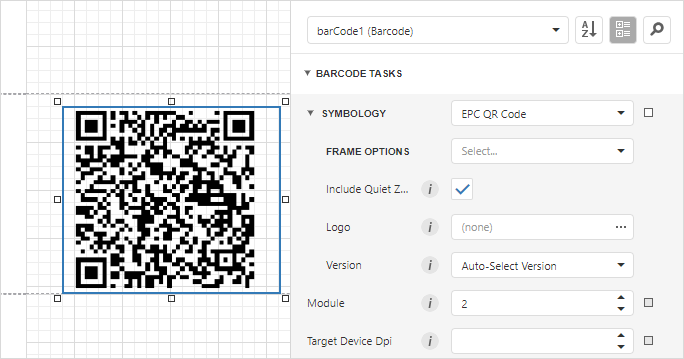 barCode1 (Barcode)
BARCODE TASKS
SYMBOLOGY EPC QR Code
FRAME OPTIONS Select...
Include Quiet Z...
Logo (none)
Version Auto-Select Version
Module 2
Target Device Dpi